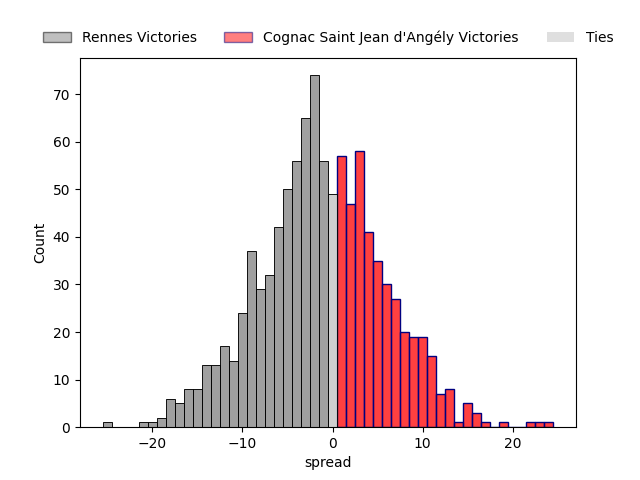 Rennes Victories Cognac Saint Jean d'Angély Victories Ties
70
60
50
40
30
20
10
0
Count
−20 −10 0 10 20
spread